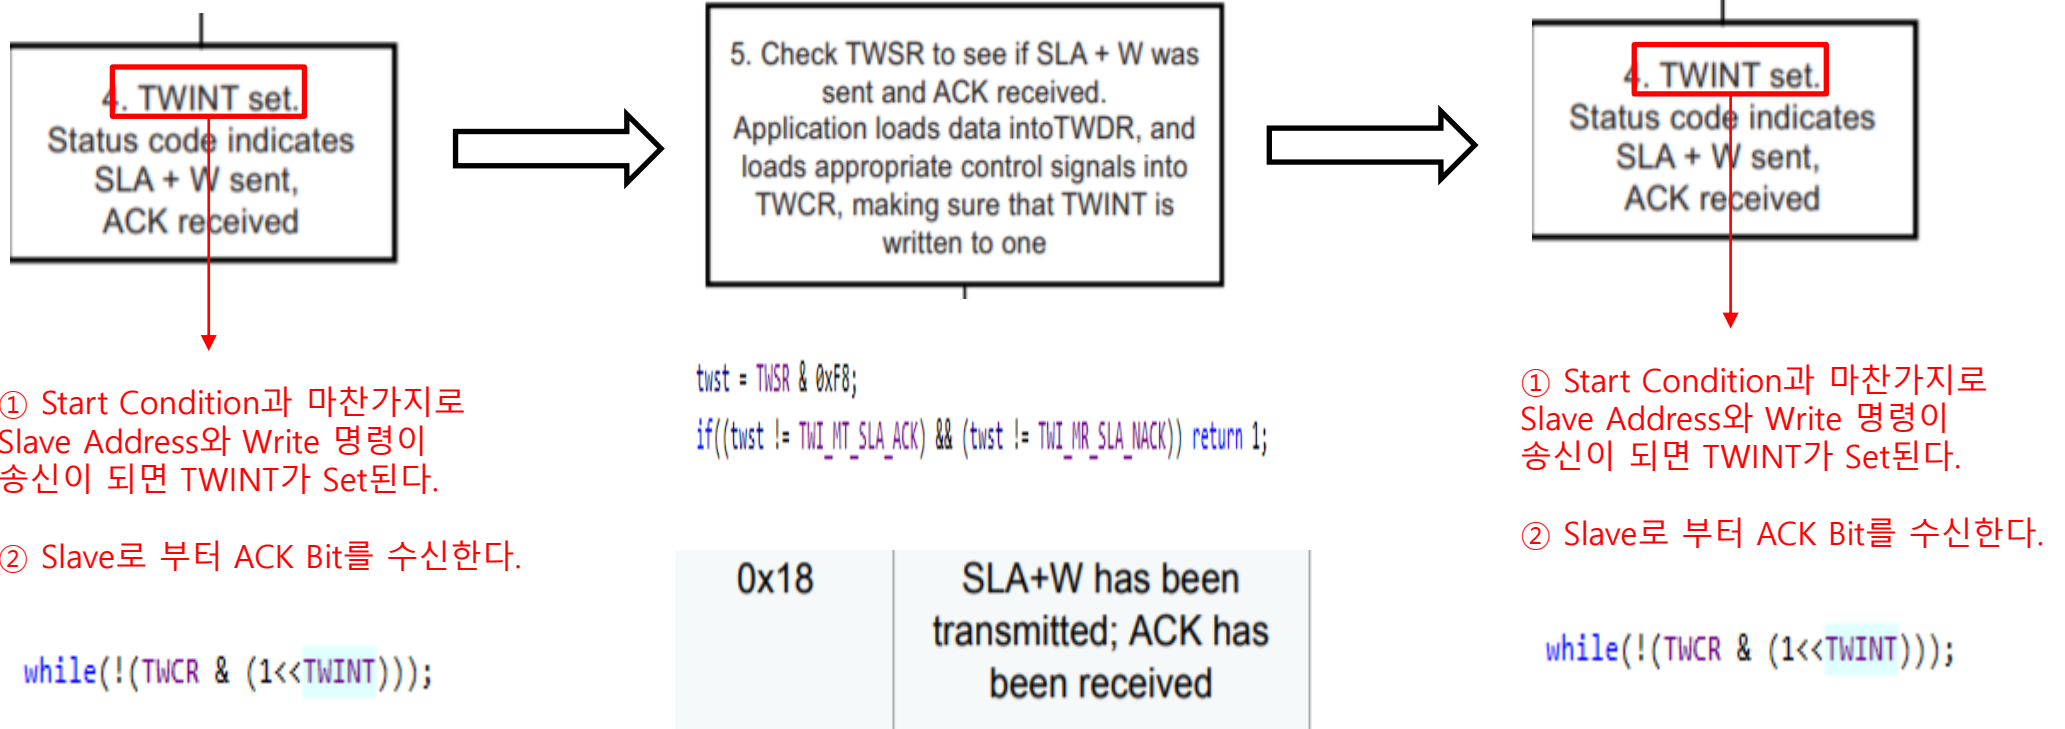 4. TWINT set.
Status code indicates
SLA + W sent,
ACK received
① Start Condition과 마찬가지로
Slave Address와 Write 명령이
송신이 되면 TWINT가 Set된다.
② Slave로 부터 ACK Bit를 수신한다.
while(!(TWCR & (1<<TWINT)));
5. Check TWSR to see if SLA + W was
sent and ACK received.
Application loads data intoTWDR, and
loads appropriate control signals into
TWCR, making sure that TWINT is
written to one
twst = TWSR & 0xF8;
if((twst != TWI_MT_SLA_ACK) && (twst != TWI_MR_SLA_NACK)) return 1;
0x18
SLA+W has been
transmitted; ACK has
been received
4. TWINT set.
Status code indicates
SLA + W sent,
ACK received
① Start Condition과 마찬가지로
Slave Address와 Write 명령이
송신이 되면 TWINT가 Set된다.
② Slave로 부터 ACK Bit를 수신한다.
while(!(TWCR & (1<<TWINT)));